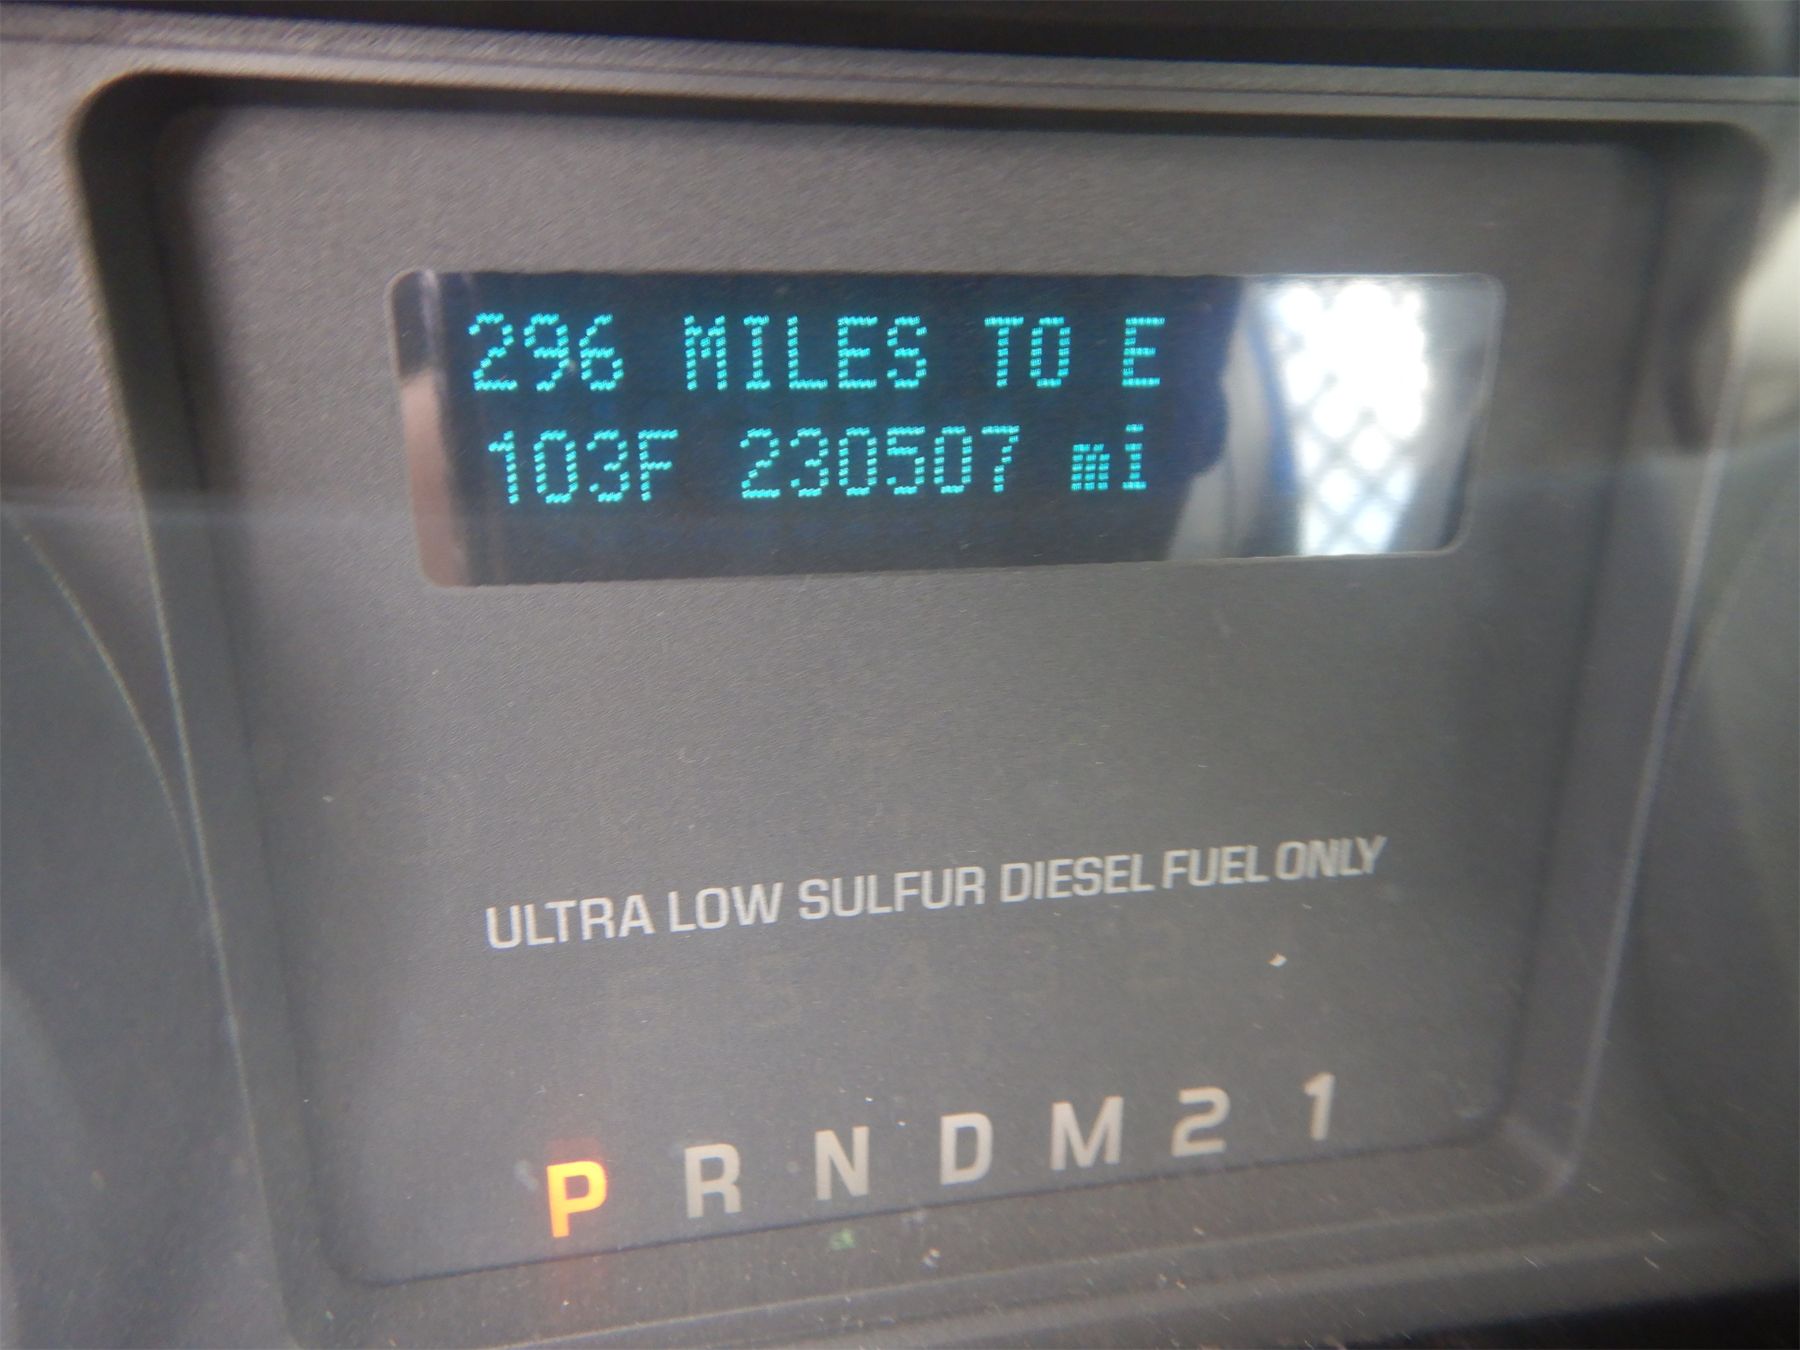 296 MILES TO E
103F 230507 mi
ULTRA LOW SULFUR DIESEL FUEL ONLY
P R N D M 2 1